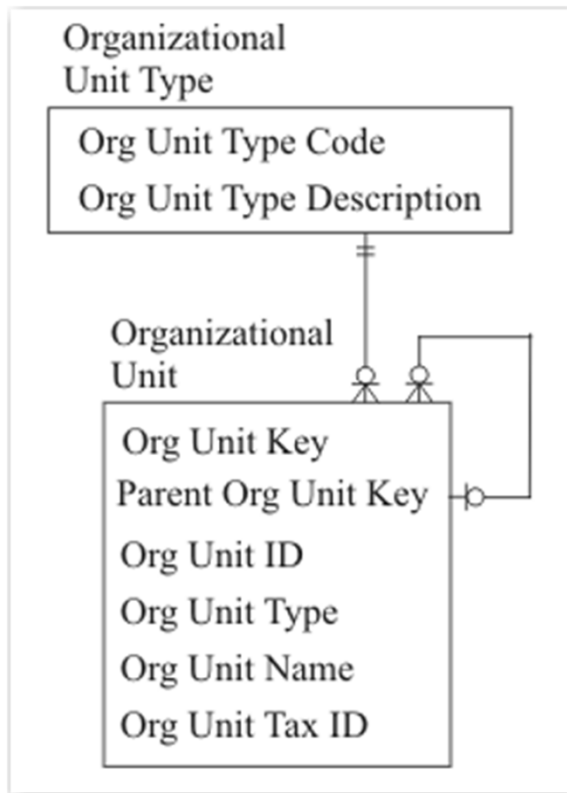 Organizational
Unit Type
Org Unit Type Code
Org Unit Type Description
Organizational
Unit
Org Unit Key
Parent Org Unit Key
Org Unit ID
Org Unit Type
Org Unit Name
Org Unit Tax ID